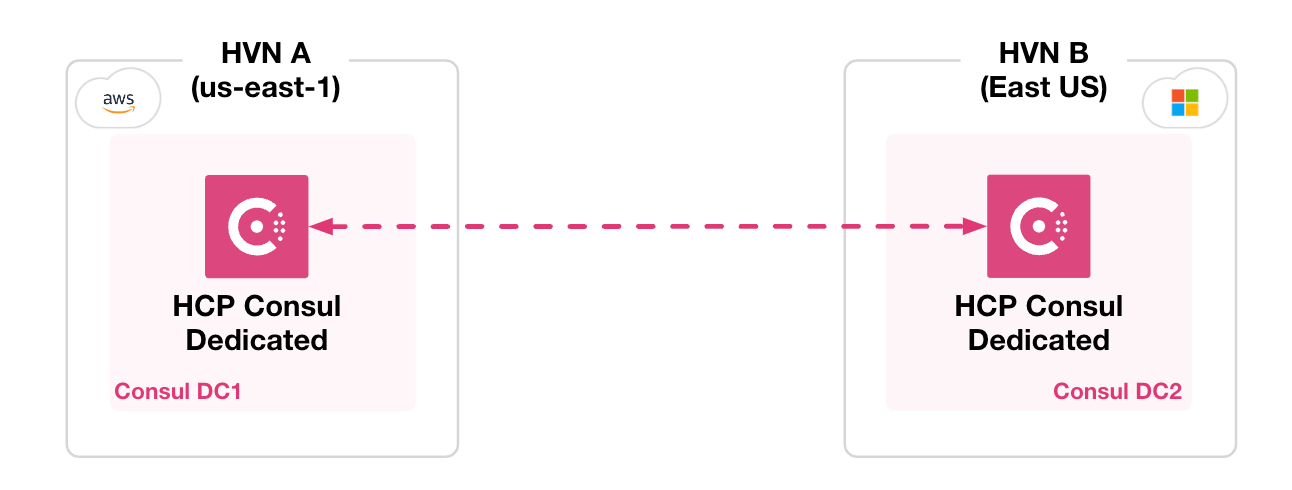 HVN A
(us-east-1)
aws
HCP Consul
Dedicated
Consul DC1
HVN B
(East US)
HCP Consul
Dedicated
Consul DC2